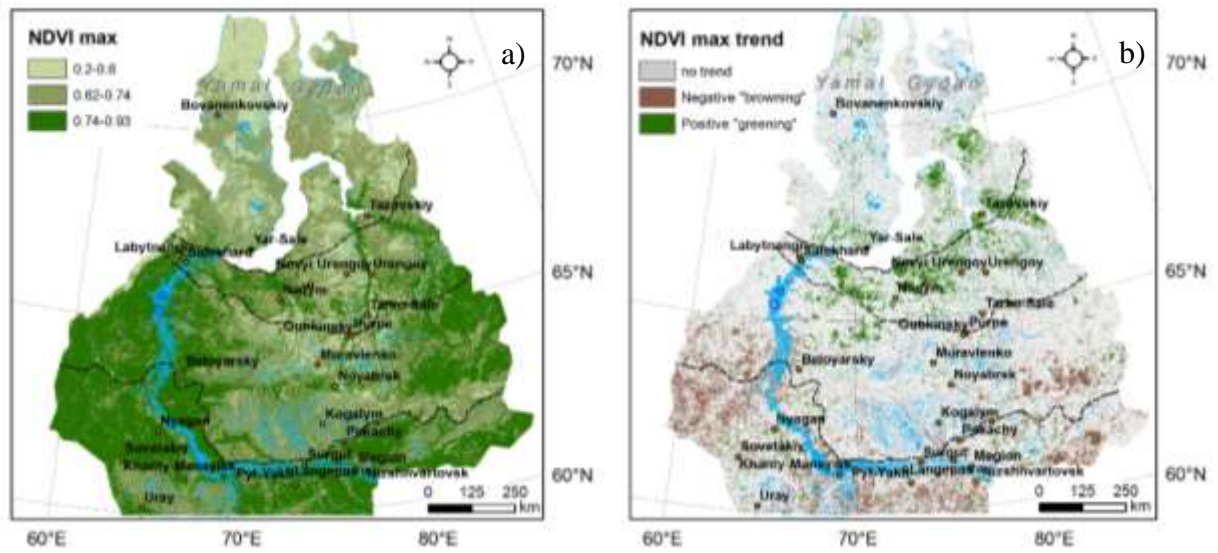 NDVI max
0.2-0.6
0.62-0.74
0.74-0.93
a)
Bovanenkovskiy
Tazovskiy
Yar-Sale
Labytnangi
Salekhard
Novyi Urengoy Urengoy
Nadym
Tarko-Sale
Gubkinsky
Purpe
Muravlenko
Noyabrsk
Beloyarsky
Kogalym
Pokachy
Nyagan
Sovetskiy
Surgut
Megion
Khanty-Mansiysk
Pyt-Yakh
Langepas
Nizshnivartovsk
Uray
0 125 250
km
60°E 70°E 80°E
70°N
65°N
60°N
NDVI max trend
no trend
Negative "browning"
Positive "greening"
b)
Yamal Gydan
Bovanenkovskiy
Tazovskiy
Yar-Sale
Labytnangi
Salekhard
Novyi Urengoy Urengoy
Nadym
Tarko-Sale
Gubkinsky
Purpe
Muravlenko
Noyabrsk
Beloyarsky
Kogalym
Pokachy
Nyagan
Sovetskiy
Surgut
Megion
Khanty-Mansiysk
Pyt-Yakh
Langepas
Nizshnivartovsk
Uray
0 125 250
km
60°E 70°E 80°E
70°N
65°N
60°N